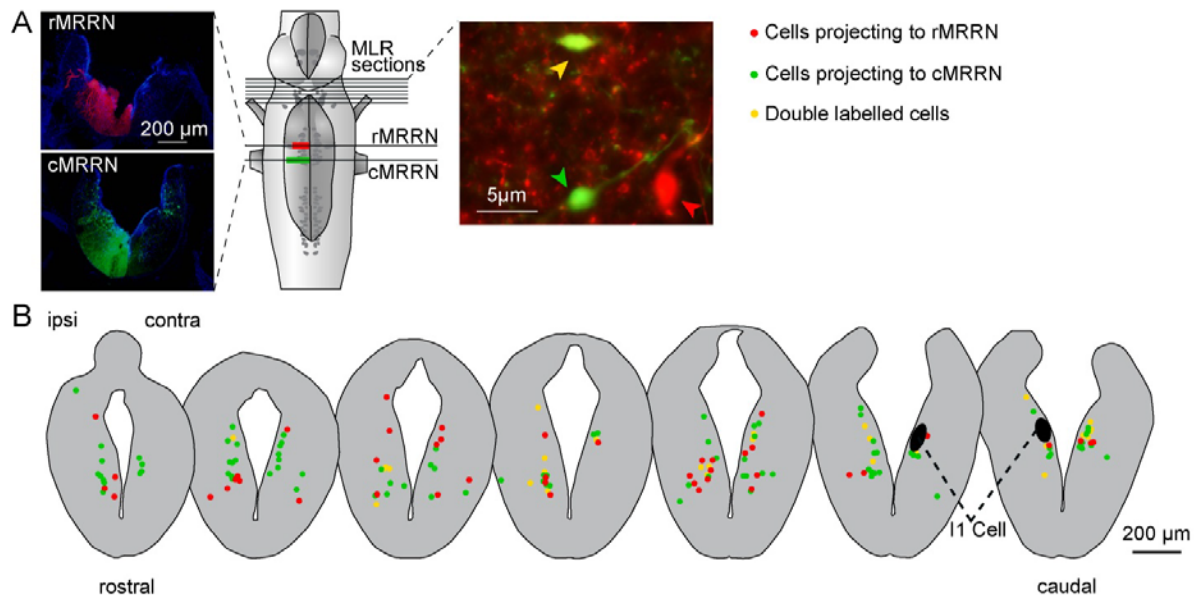 A
rMRRN
200 µm
cMRRN
MLR
sections
rMRRN
cMRRN
5µm
Cells projecting to rMRRN
Cells projecting to cMRRN
Double labelled cells
B
ipsi
contra
I1 Cell
200 µm
rostral
caudal